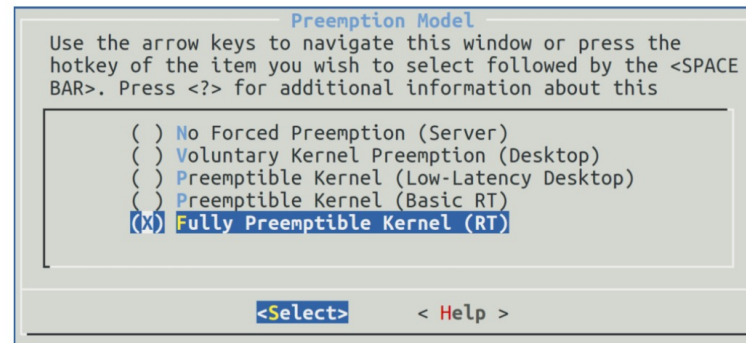 Preemption Model
Use the arrow keys to navigate this window or press the
hotkey of the item you wish to select followed by the <SPACE
BAR>. Press <?> for additional information about this
( ) No Forced Preemption (Server)
( ) Voluntary Kernel Preemption (Desktop)
( ) Preemptible Kernel (Low-Latency Desktop)
( ) Preemptible Kernel (Basic RT)
(X) Fully Preemptible Kernel (RT)
<Select> < Help >